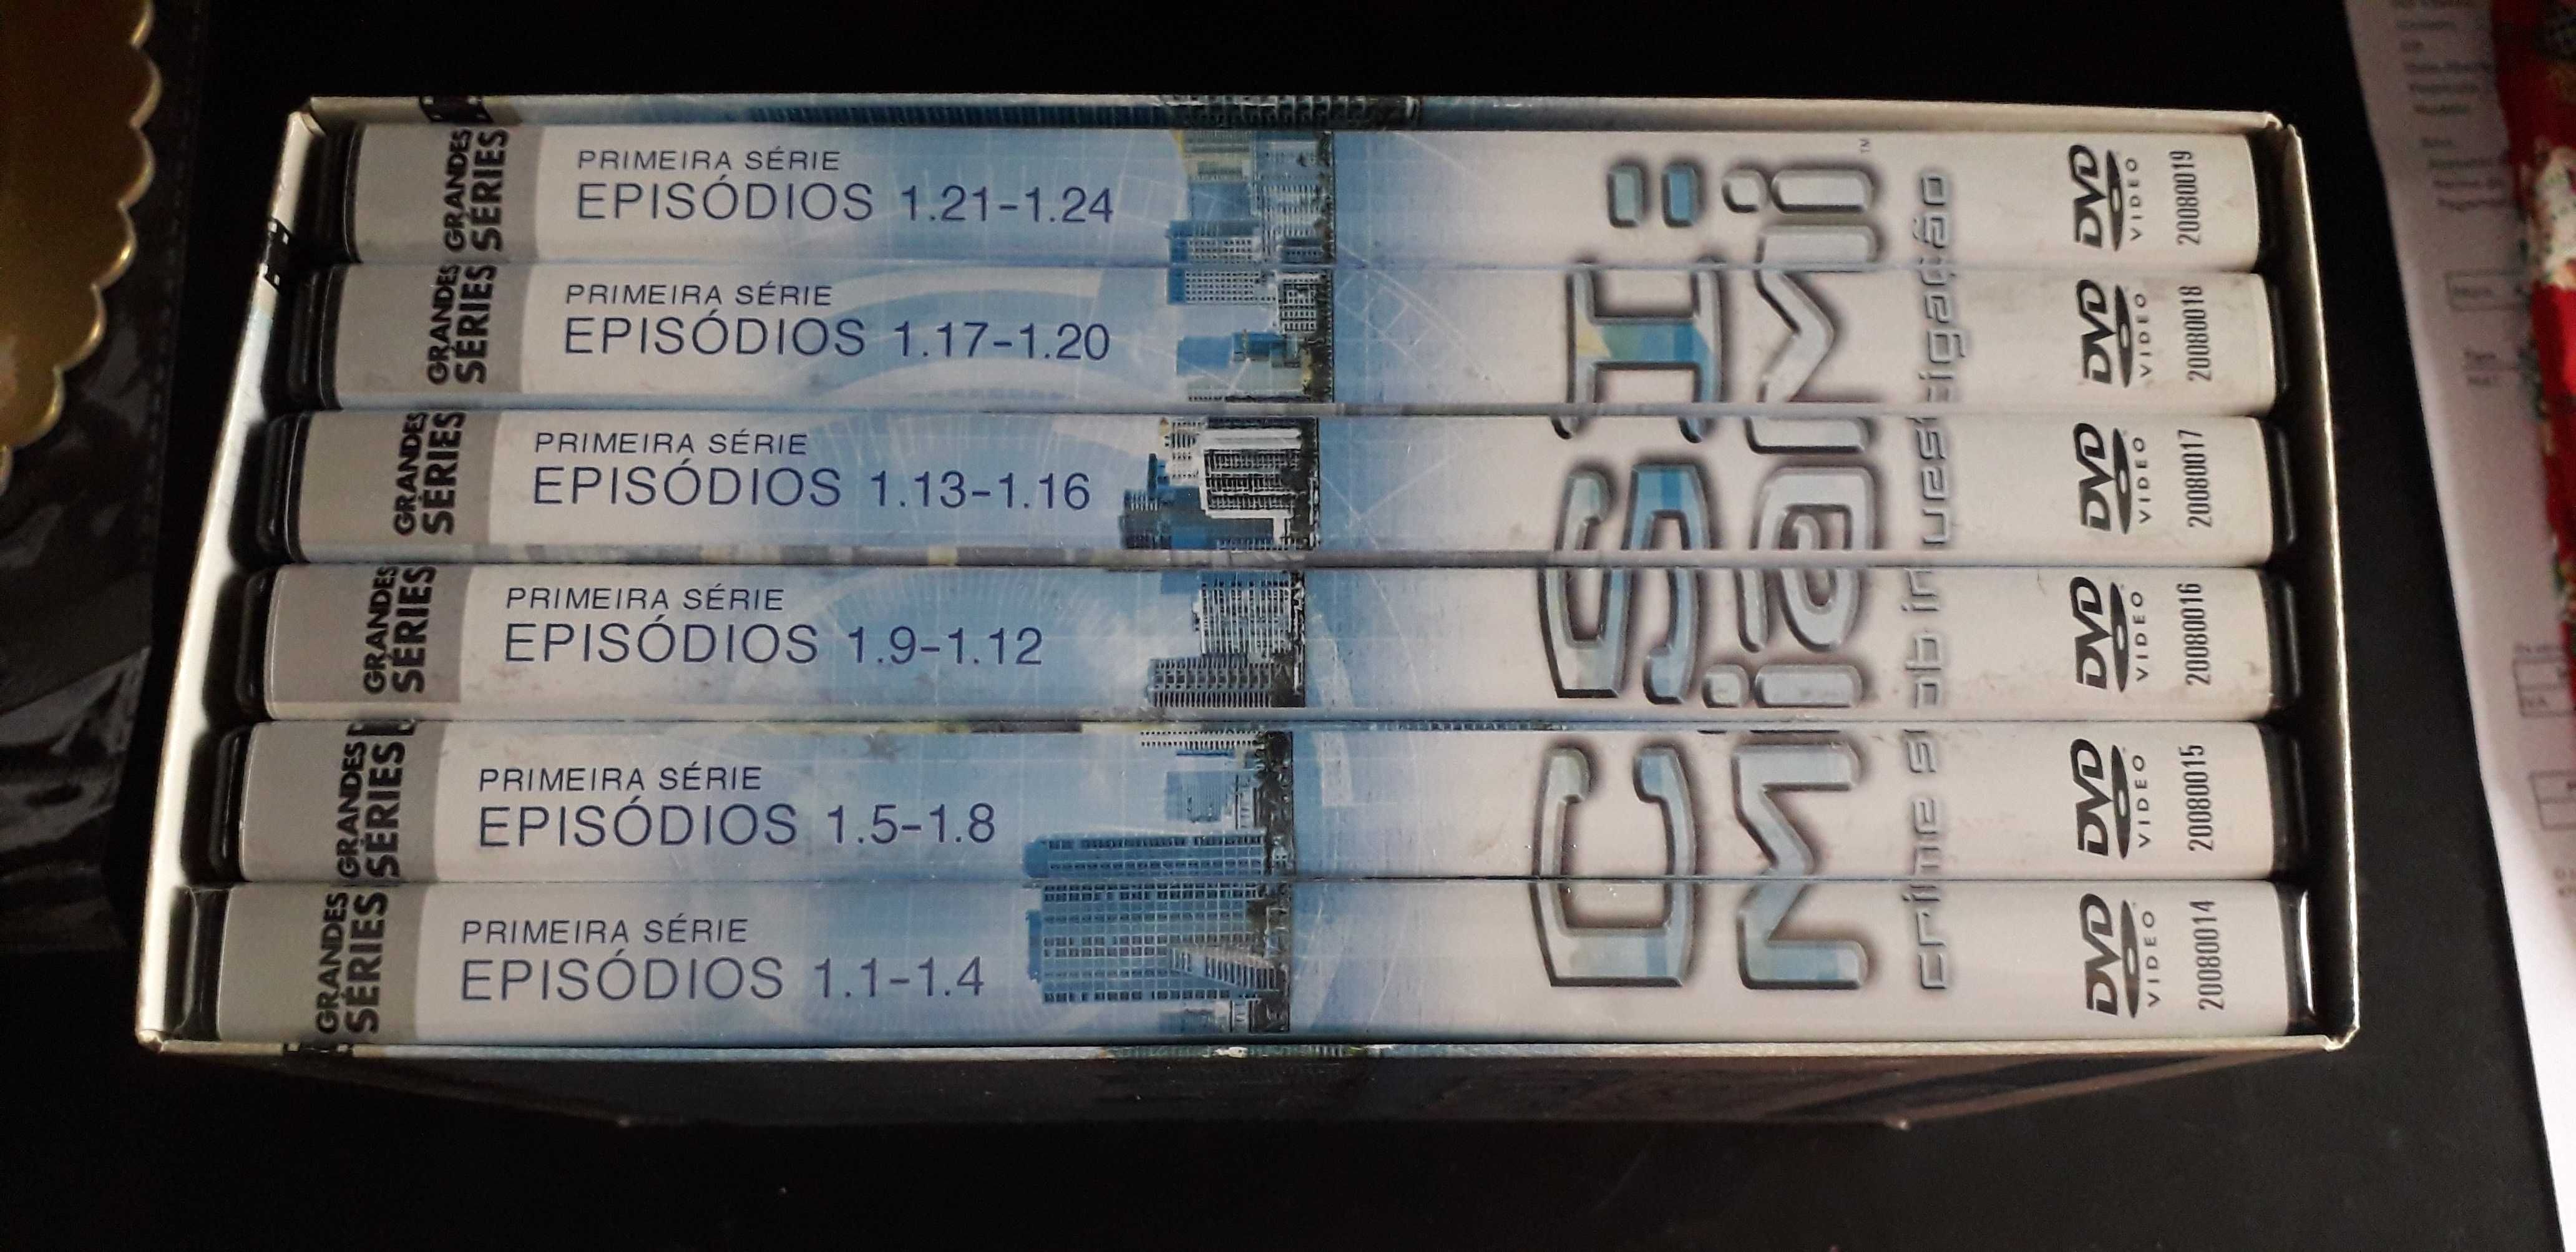 GRANDES
SÉRIES
PRIMEIRA SÉRIE
EPISÓDIOS 1.21-1.24
DVD
VIDEO
20080019
GRANDES
SÉRIES
PRIMEIRA SÉRIE
EPISÓDIOS 1.17-1.20
DVD
VIDEO
20080018
GRANDES
SÉRIES
PRIMEIRA SÉRIE
EPISÓDIOS 1.13-1.16
DVD
VIDEO
20080017
GRANDES
SÉRIES
PRIMEIRA SÉRIE
EPISÓDIOS 1.9-1.12
DVD
VIDEO
20080016
GRANDES
SÉRIES
PRIMEIRA SÉRIE
EPISÓDIOS 1.5-1.8
DVD
VIDEO
20080015
GRANDES
SÉRIES
PRIMEIRA SÉRIE
EPISÓDIOS 1.1-1.4
DVD
VIDEO
20080014
CSI:
Miami™
crime sob investigação